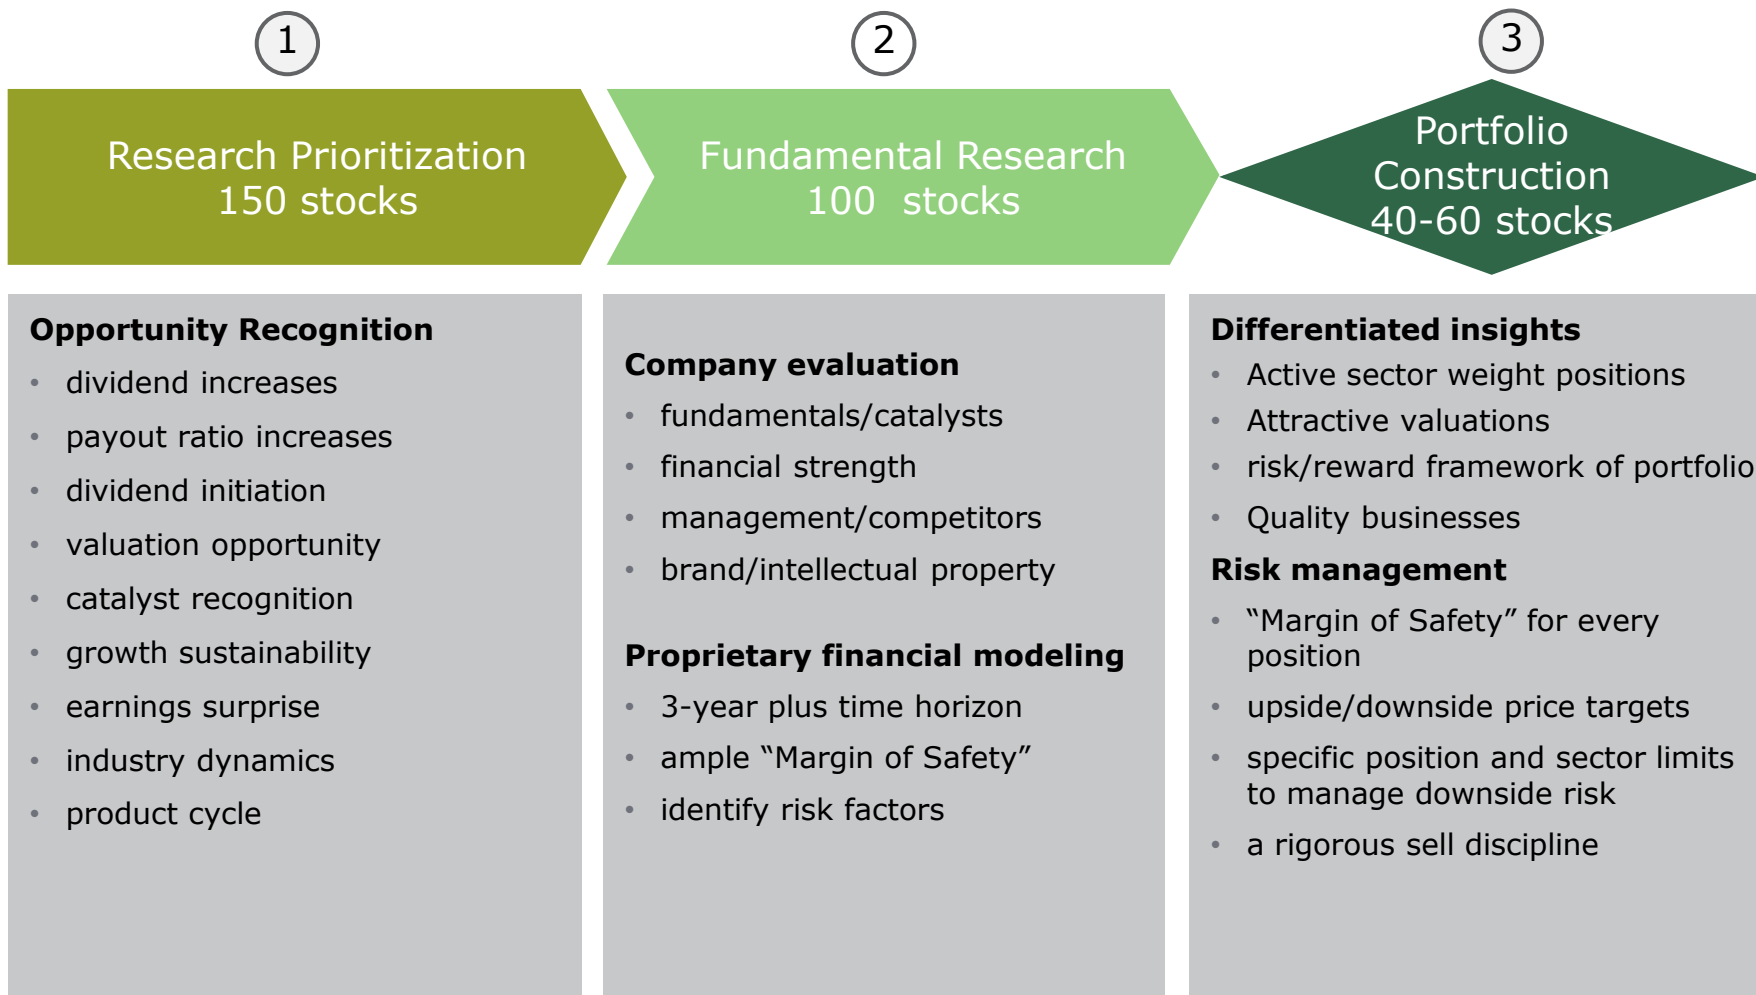 1
Research Prioritization
150 stocks
Opportunity Recognition
• dividend increases
• payout ratio increases
• dividend initiation
• valuation opportunity
• catalyst recognition
• growth sustainability
• earnings surprise
• industry dynamics
• product cycle
2
Fundamental Research
100 stocks
Company evaluation
• fundamentals/catalysts
• financial strength
• management/competitors
• brand/intellectual property
Proprietary financial modeling
• 3-year plus time horizon
• ample “Margin of Safety”
• identify risk factors
3
Portfolio
Construction
40-60 stocks
Differentiated insights
• Active sector weight positions
• Attractive valuations
• risk/reward framework of portfolio
• Quality businesses
Risk management
• “Margin of Safety” for every
position
• upside/downside price targets
• specific position and sector limits
to manage downside risk
• a rigorous sell discipline